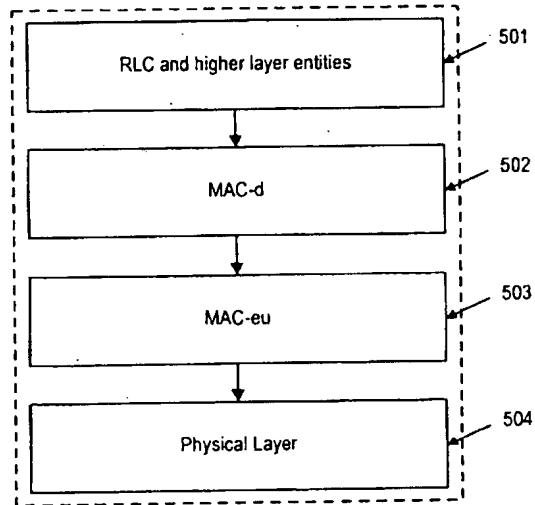 501
RLC and higher layer entities
502
MAC-d
503
MAC-eu
504
Physical Layer